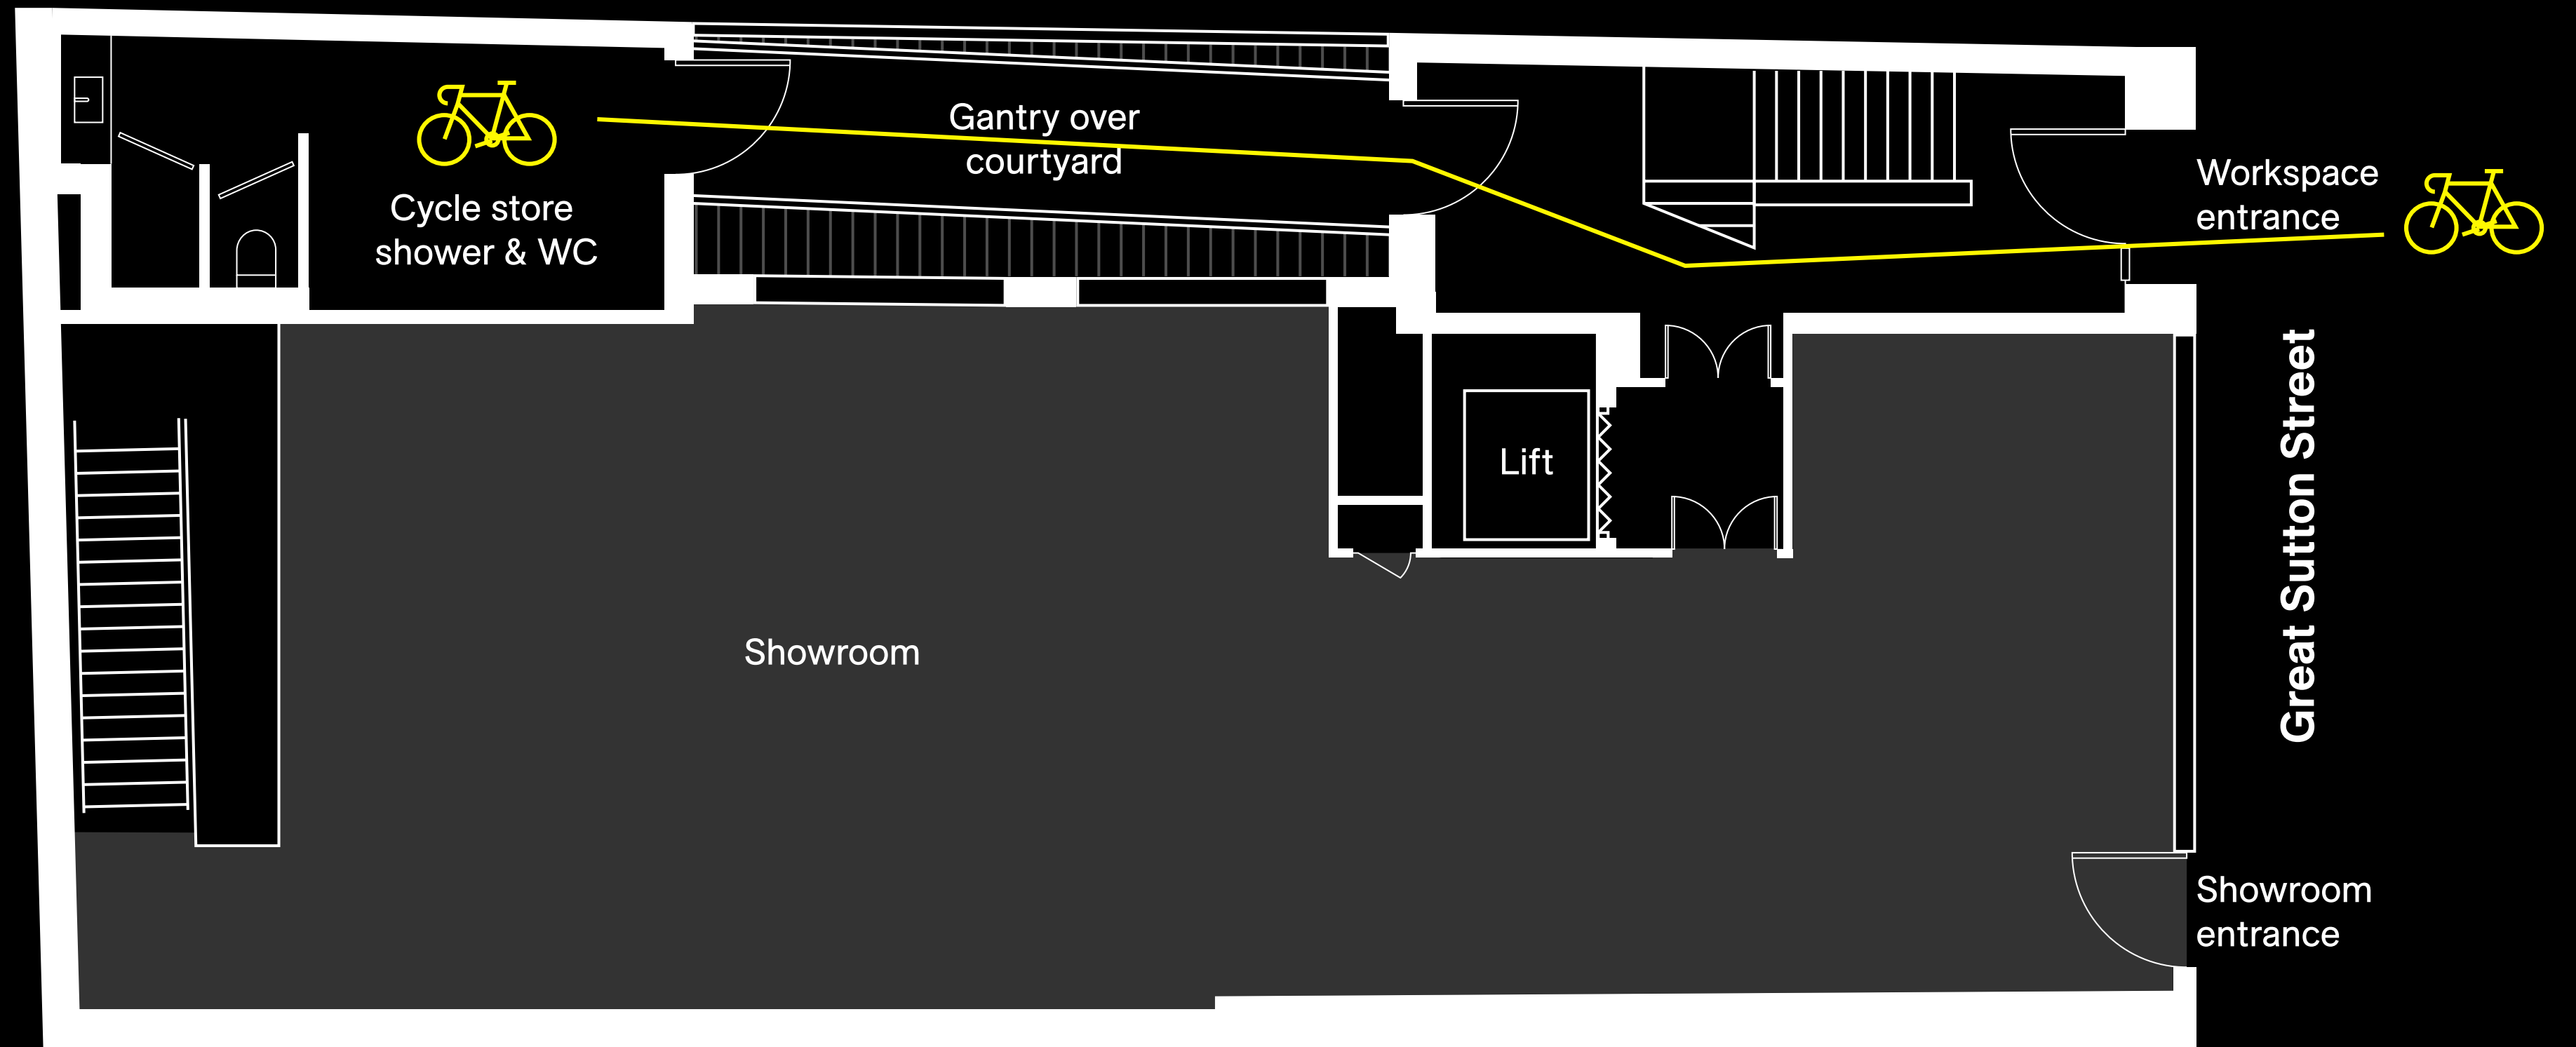 Gantry over
courtyard
Cycle store
shower & WC
Workspace
entrance
Lift
Great Sutton Street
Showroom
Showroom
entrance